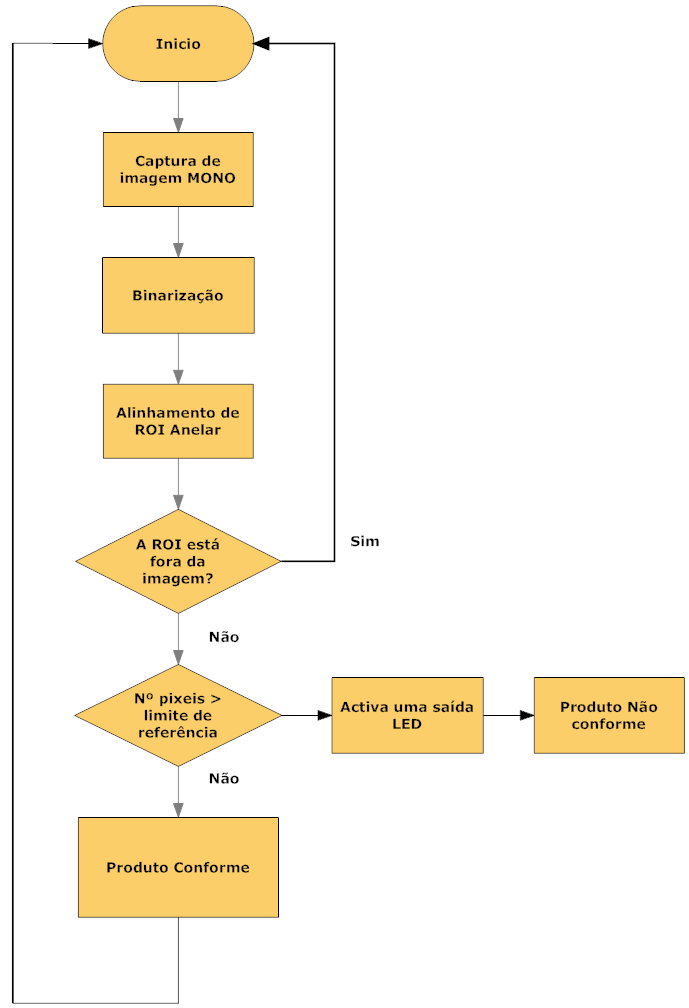 Inicio
Captura de
imagem MONO
Binarização
Alinhamento de
ROI Anelar
A ROI está
fora da
imagem?
Sim
Não
Nº pixeis >
limite de
referência
Activa uma saída
LED
Produto Não
conforme
Não
Produto Conforme